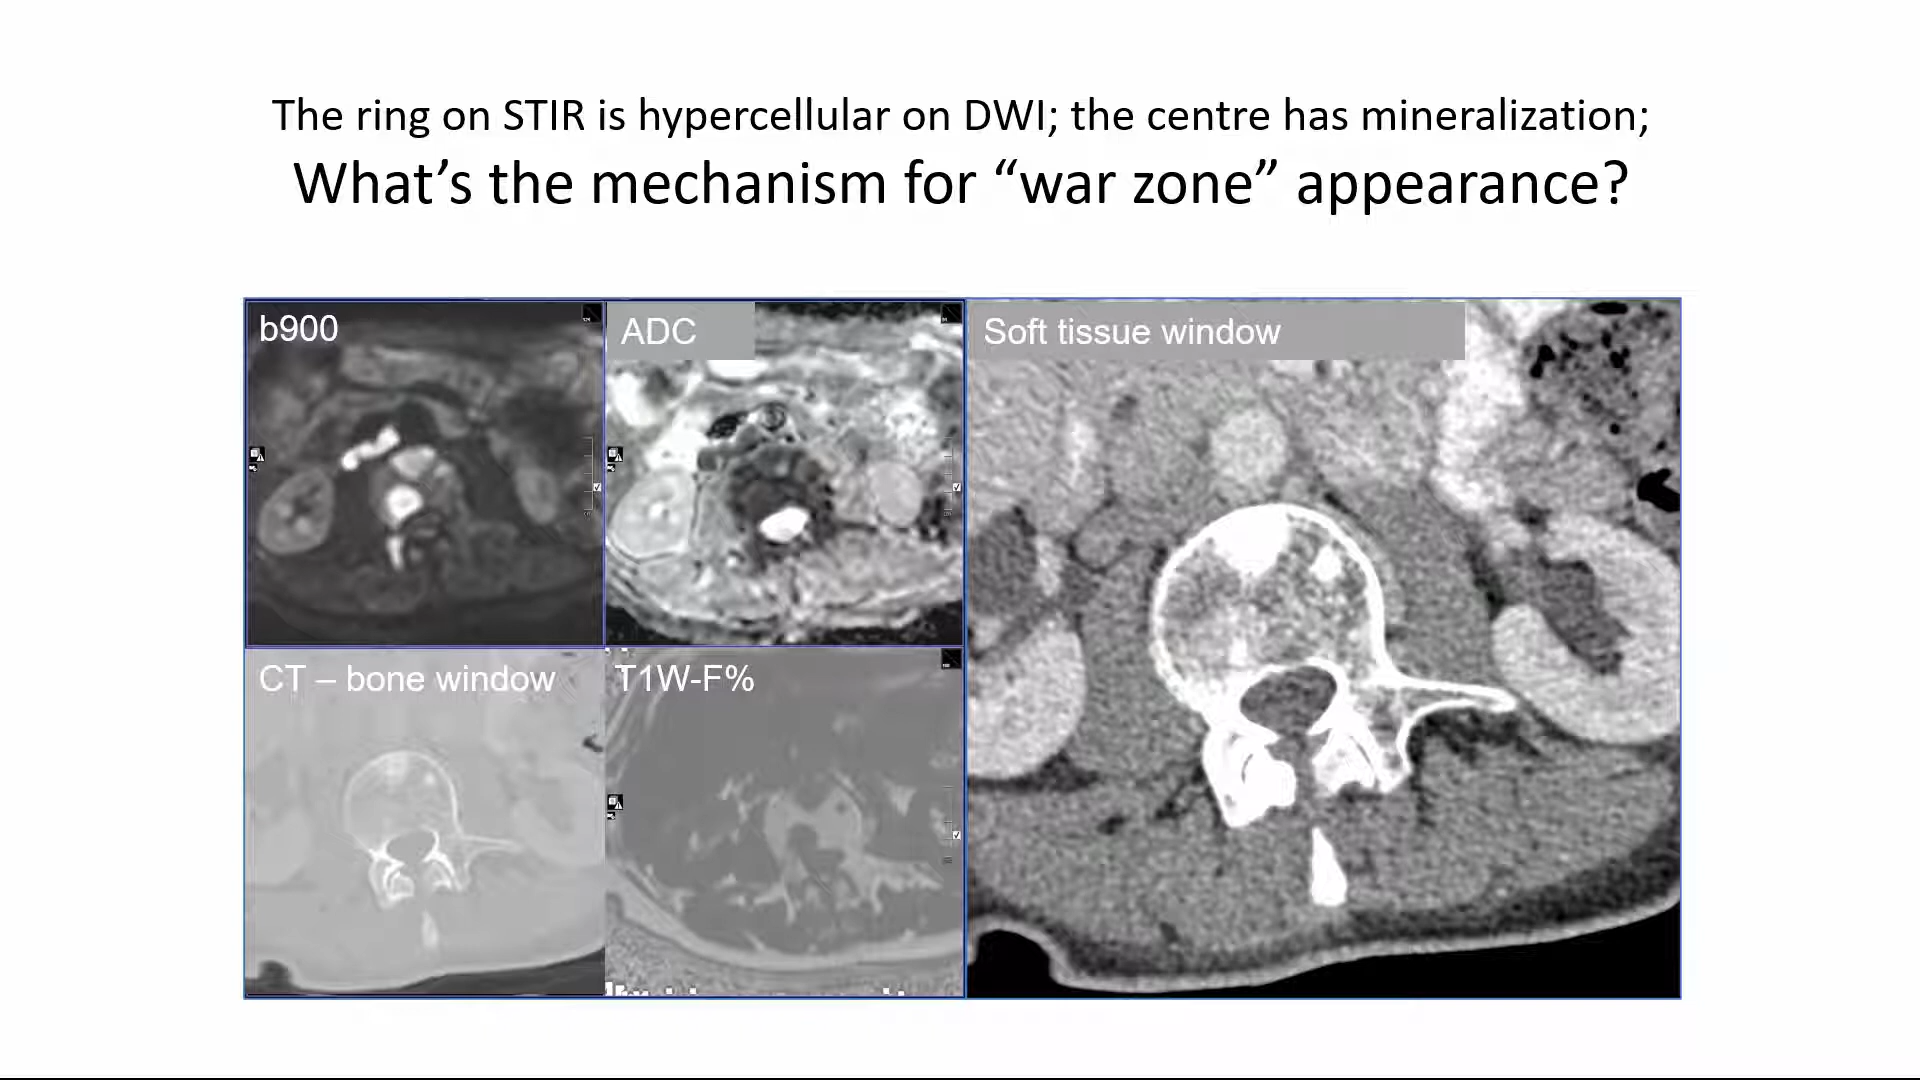 The ring on STIR is hypercellular on DWI; the centre has mineralization;
What’s the mechanism for “war zone” appearance?
b900
ADC
Soft tissue window
CT – bone window
T1W-F%